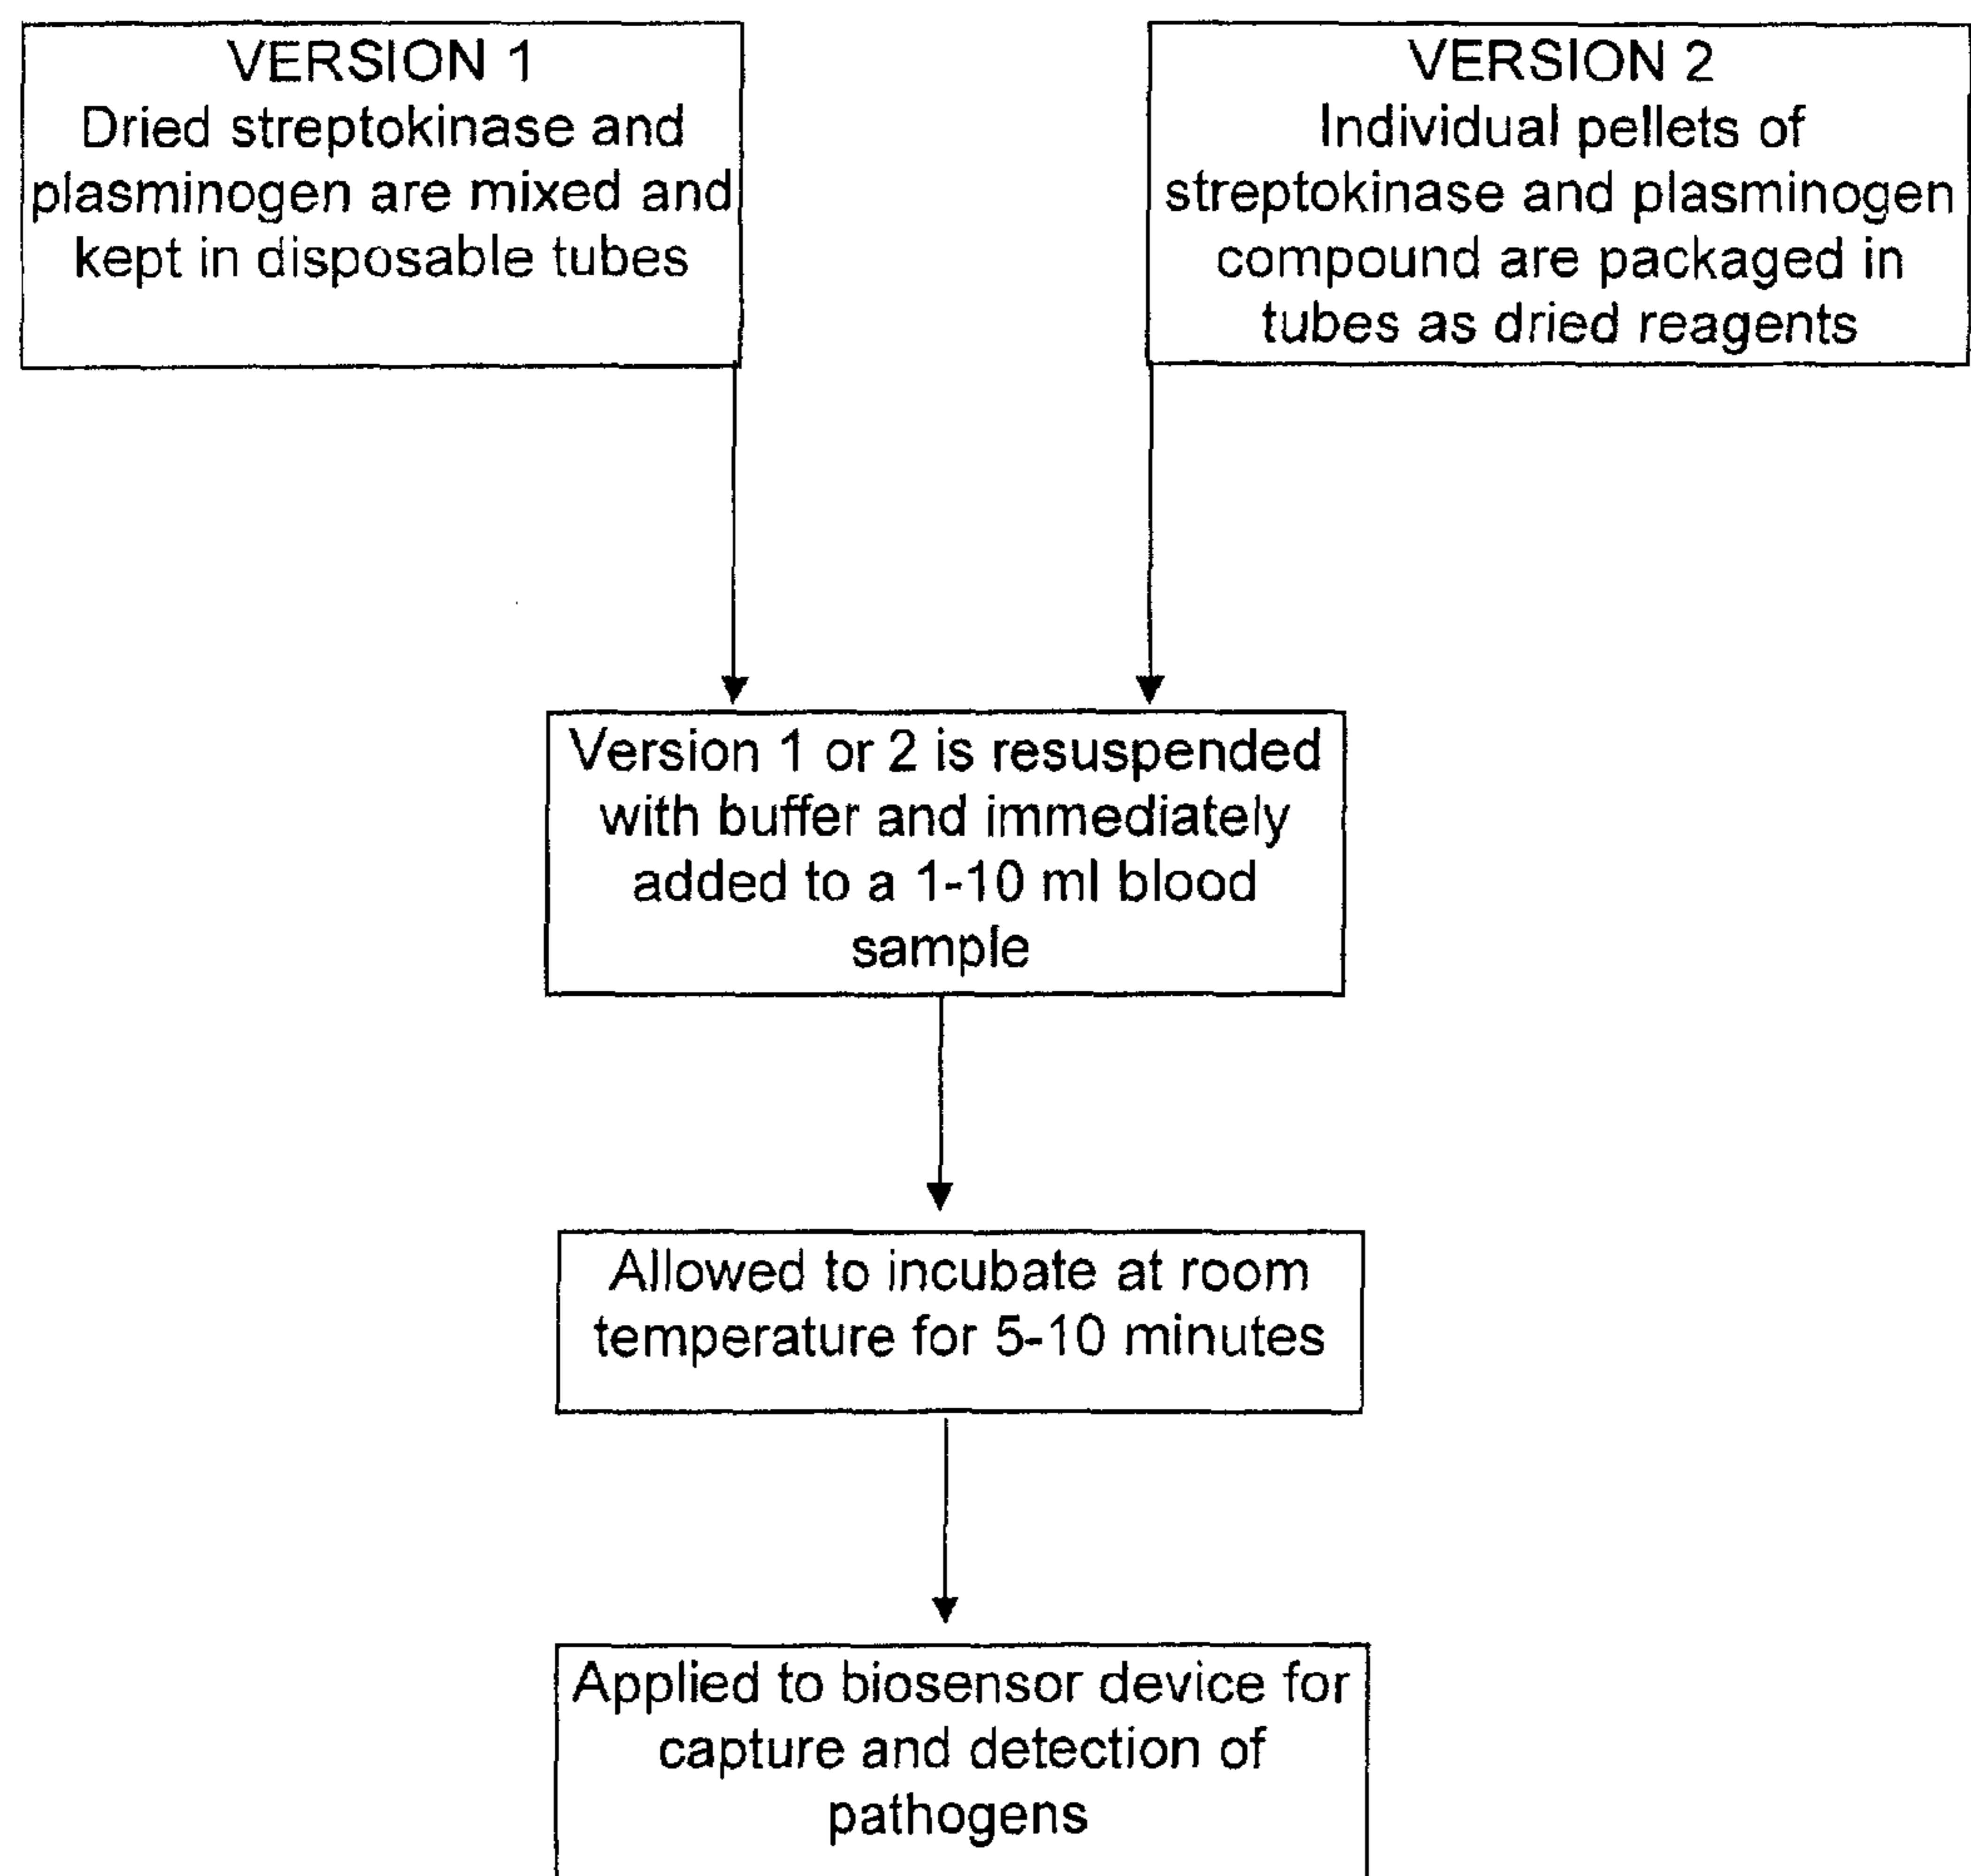 VERSION 1
Dried streptokinase and
plasminogen are mixed and
kept in disposable tubes
VERSION 2
Individual pellets of
streptokinase and plasminogen
compound are packaged in
tubes as dried reagents
Version 1 or 2 is resuspended
with buffer and immediately
added to a 1-10 ml blood
sample
Allowed to incubate at room
temperature for 5-10 minutes
Applied to biosensor device for
capture and detection of
pathogens